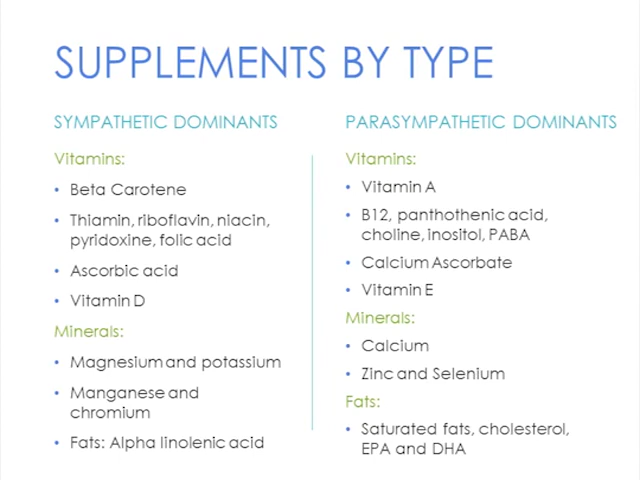 SUPPLEMENTS BY TYPE
SYMPATHETIC DOMINANTS
Vitamins:
• Beta Carotene
• Thiamin, riboflavin, niacin,
pyridoxine, folic acid
• Ascorbic acid
• Vitamin D
Minerals:
• Magnesium and potassium
• Manganese and
chromium
• Fats: Alpha linolenic acid
PARASYMPATHETIC DOMINANTS
Vitamins:
• Vitamin A
• B12, panthothenic acid,
choline, inositol, PABA
• Calcium Ascorbate
• Vitamin E
Minerals:
• Calcium
• Zinc and Selenium
Fats:
• Saturated fats, cholesterol,
EPA and DHA